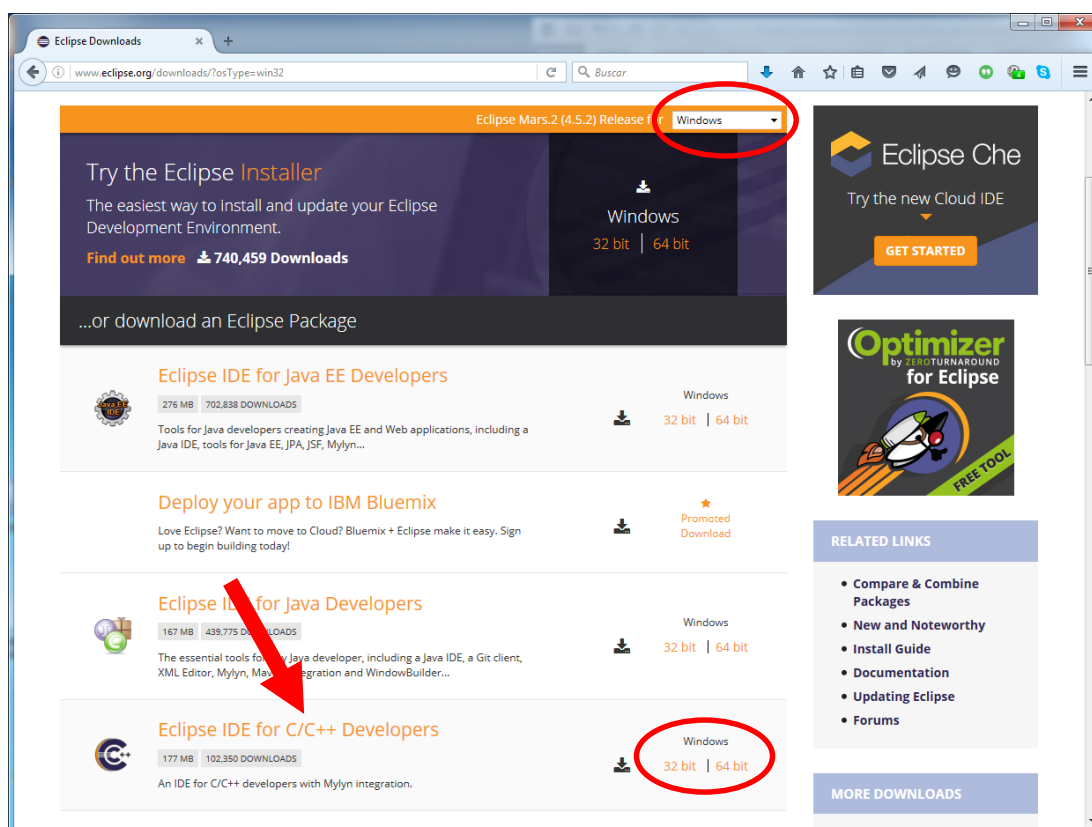 Eclipse Downloads
www.eclipse.org/downloads/?osType=win32
Buscar
Eclipse Mars.2 (4.5.2) Release for Windows
Try the Eclipse Installer
The easiest way to install and update your Eclipse
Development Environment.
Find out more 740,459 Downloads
Windows
32 bit | 64 bit
...or download an Eclipse Package
Java EE
IDE
Eclipse IDE for Java EE Developers
276 MB 702,838 DOWNLOADS
Tools for Java developers creating Java EE and Web applications, including a
Java IDE, tools for Java EE, JPA, JSF, Mylyn...
Windows
32 bit | 64 bit
Deploy your app to IBM Bluemix
Love Eclipse? Want to move to Cloud? Bluemix + Eclipse make it easy. Sign
up to begin building today!
Promoted
Download
Eclipse for Java Developers
167 MB 439,775 DOWNLOADS
The essential tools for Java developer, including a Java IDE, a Git client,
XML Editor, Mylyn, and WindowBuilder...
Windows
32 bit | 64 bit
C++
Eclipse IDE for C/C++ Developers
177 MB 102,350 DOWNLOADS
An IDE for C/C++ developers with Mylyn integration.
Windows
32 bit | 64 bit
Eclipse Che
Try the new Cloud IDE
GET STARTED
Optimizer
by ZEROTURNAROUND
for Eclipse
FREE TOOL
RELATED LINKS
Compare & Combine
Packages
New and Noteworthy
Install Guide
Documentation
Updating Eclipse
Forums
MORE DOWNLOADS